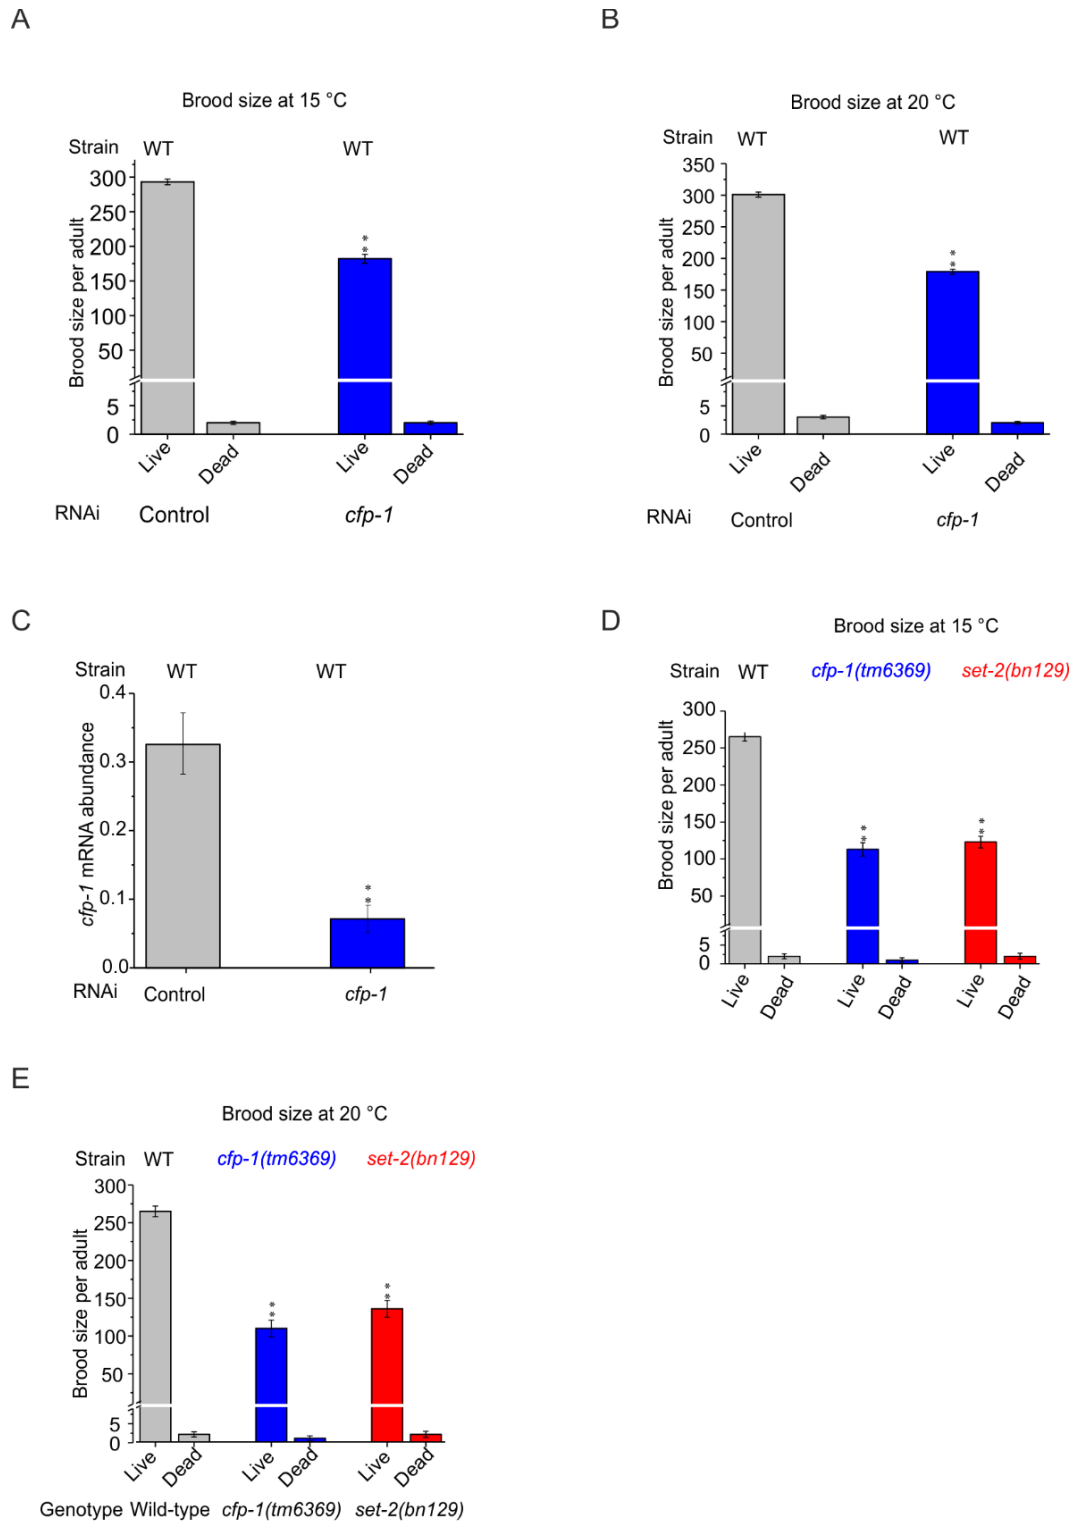 A
Brood size at 15 °C
Strain WT WT
Brood size per adult
300
250
200
150
100
50
5
0
**
Live Dead Live Dead
RNAi Control cfp-1
B
Brood size at 20 °C
Strain WT WT
Brood size per adult
350
300
250
200
150
100
50
5
0
**
Live Dead Live Dead
RNAi Control cfp-1
C
Strain WT WT
cfp-1 mRNA abundance
0.4
0.3
0.2
0.1
0.0
**
RNAi Control cfp-1
D
Brood size at 15 °C
Strain WT cfp-1(tm6369) set-2(bn129)
Brood size per adult
300
250
200
150
100
50
5
0
** **
Live Dead Live Dead Live Dead
E
Brood size at 20 °C
Strain WT cfp-1(tm6369) set-2(bn129)
Brood size per adult
300
250
200
150
100
50
5
0
** **
Live Dead Live Dead Live Dead
Genotype Wild-type cfp-1(tm6369) set-2(bn129)